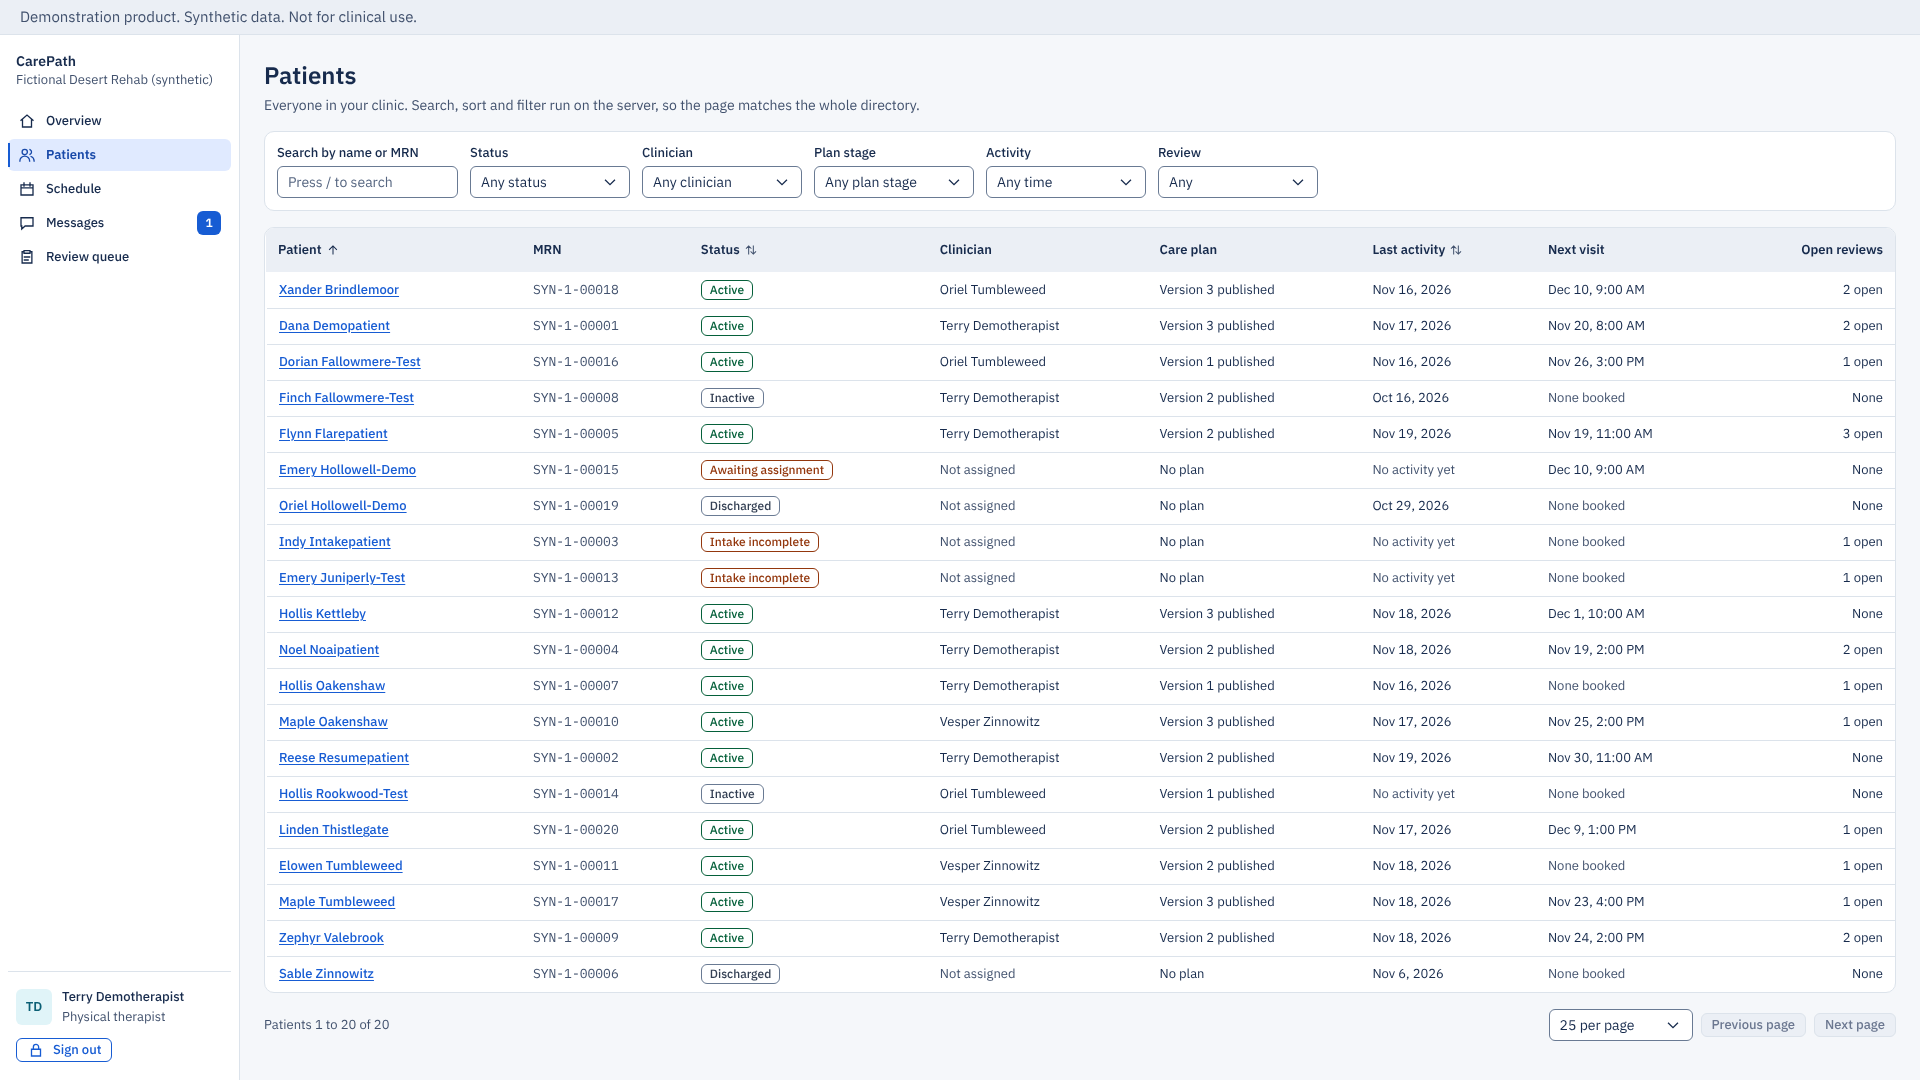 Demonstration product. Synthetic data. Not for clinical use.
CarePath
Fictional Desert Rehab (synthetic)
Overview
Patients
Schedule
Messages 1
Review queue
Terry Demotherapist
TD
Physical therapist
Sign out
Patients
Everyone in your clinic. Search, sort and filter run on the server, so the page matches the whole directory.
Search by name or MRN Status Clinician Plan stage Activity Review
Press / to search Any status Any clinician Any plan stage Any time Any
Patient MRN Status Clinician Care plan Last activity Next visit Open reviews
Xander Brindlemoor SYN-1-00018 Active Oriel Tumbleweed Version 3 published Nov 16, 2026 Dec 10, 9:00 AM 2 open
Dana Demopatient SYN-1-00001 Active Terry Demotherapist Version 3 published Nov 17, 2026 Nov 20, 8:00 AM 2 open
Dorian Fallowmere-Test SYN-1-00016 Active Oriel Tumbleweed Version 1 published Nov 16, 2026 Nov 26, 3:00 PM 1 open
Finch Fallowmere-Test SYN-1-00008 Inactive Terry Demotherapist Version 2 published Oct 16, 2026 None booked None
Flynn Flarepatient SYN-1-00005 Active Terry Demotherapist Version 2 published Nov 19, 2026 Nov 19, 11:00 AM 3 open
Emery Hollowell-Demo SYN-1-00015 Awaiting assignment Not assigned No plan No activity yet Dec 10, 9:00 AM None
Oriel Hollowell-Demo SYN-1-00019 Discharged Not assigned No plan Oct 29, 2026 None booked None
Indy Intakepatient SYN-1-00003 Intake incomplete Not assigned No plan No activity yet None booked 1 open
Emery Juniperly-Test SYN-1-00013 Intake incomplete Not assigned No plan No activity yet None booked 1 open
Hollis Kettleby SYN-1-00012 Active Terry Demotherapist Version 3 published Nov 18, 2026 Dec 1, 10:00 AM None
Noel Noaipatient SYN-1-00004 Active Terry Demotherapist Version 2 published Nov 18, 2026 Nov 19, 2:00 PM 2 open
Hollis Oakenshaw SYN-1-00007 Active Terry Demotherapist Version 1 published Nov 16, 2026 None booked 1 open
Maple Oakenshaw SYN-1-00010 Active Vesper Zinnowitz Version 3 published Nov 17, 2026 Nov 25, 2:00 PM 1 open
Reese Resumepatient SYN-1-00002 Active Terry Demotherapist Version 2 published Nov 19, 2026 Nov 30, 11:00 AM None
Hollis Rookwood-Test SYN-1-00014 Inactive Oriel Tumbleweed Version 1 published No activity yet None booked None
Linden Thistlegate SYN-1-00020 Active Oriel Tumbleweed Version 2 published Nov 17, 2026 Dec 9, 1:00 PM 1 open
Elowen Tumbleweed SYN-1-00011 Active Vesper Zinnowitz Version 2 published Nov 18, 2026 None booked 1 open
Maple Tumbleweed SYN-1-00017 Active Vesper Zinnowitz Version 3 published Nov 18, 2026 Nov 23, 4:00 PM 1 open
Zephyr Valebrook SYN-1-00009 Active Terry Demotherapist Version 2 published Nov 18, 2026 Nov 24, 2:00 PM 2 open
Sable Zinnowitz SYN-1-00006 Discharged Not assigned No plan Nov 6, 2026 None booked None
Patients 1 to 20 of 20 25 per page Previous page Next page